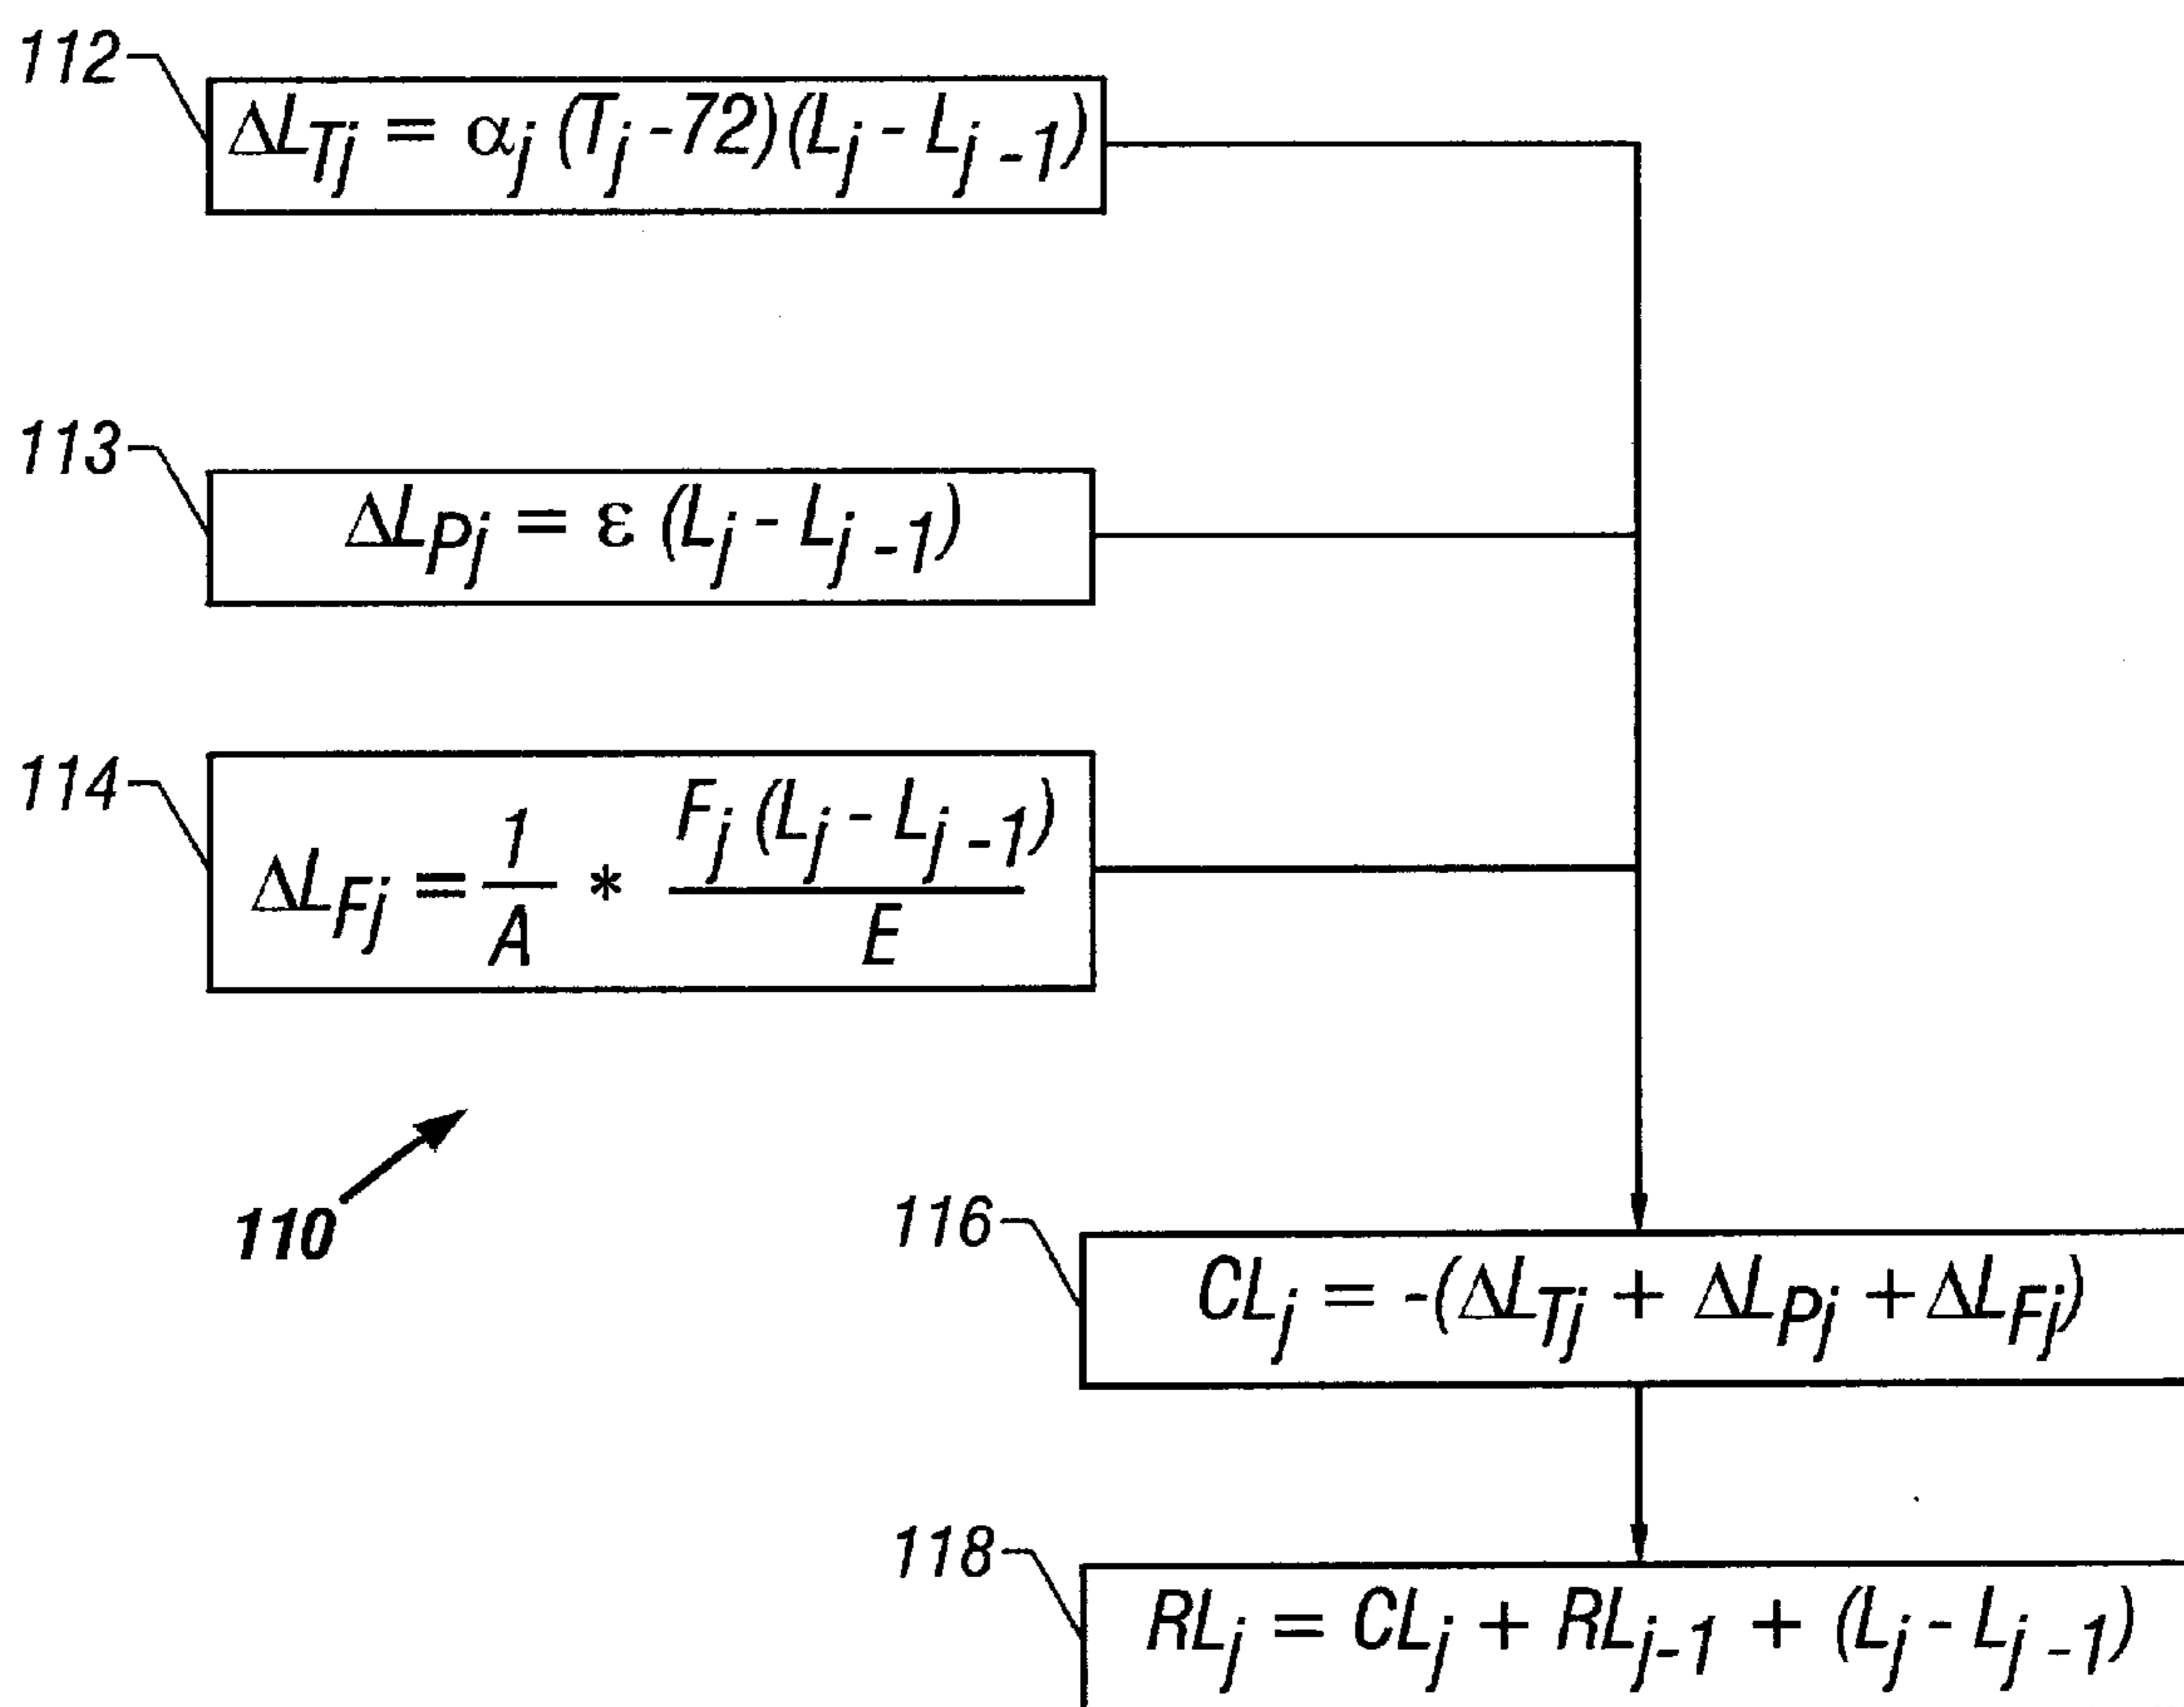 112
ΔL_Tj = α_j (T_j -72)(L_j - L_j -1)
113
ΔL_Pj = ε (L_j - L_j -1)
114
ΔL_Fj = 1/A * F_j (L_j - L_j -1)/E
110
116
CL_j = -(ΔL_Tj + ΔL_Pj + ΔL_Fj)
118
RL_j = CL_j + RL_j-1 + (L_j - L_j -1)